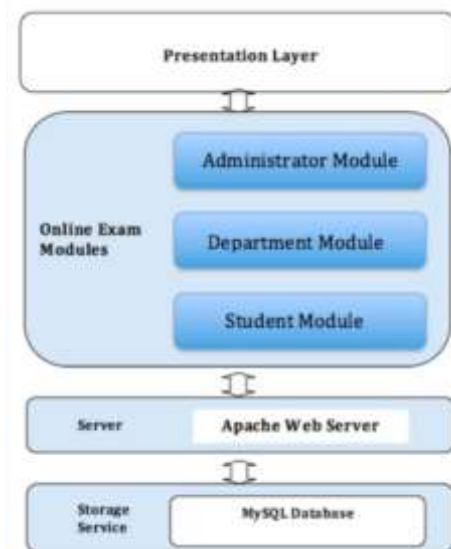 Presentation Layer
Administrator Module
Online Exam
Modules
Department Module
Student Module
Server
Apache Web Server
Storage
Service
MySQL Database